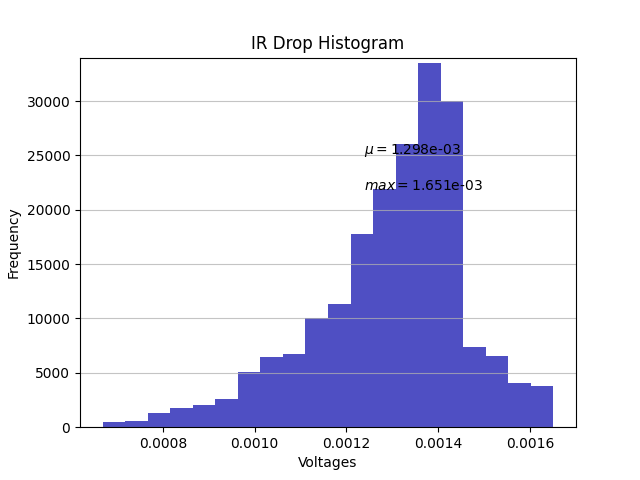 IR Drop Histogram
30000
25000
20000
15000
10000
5000
0
Frequency
μ = 1.298e-03
max = 1.651e-03
0.0008 0.0010 0.0012 0.0014 0.0016
Voltages